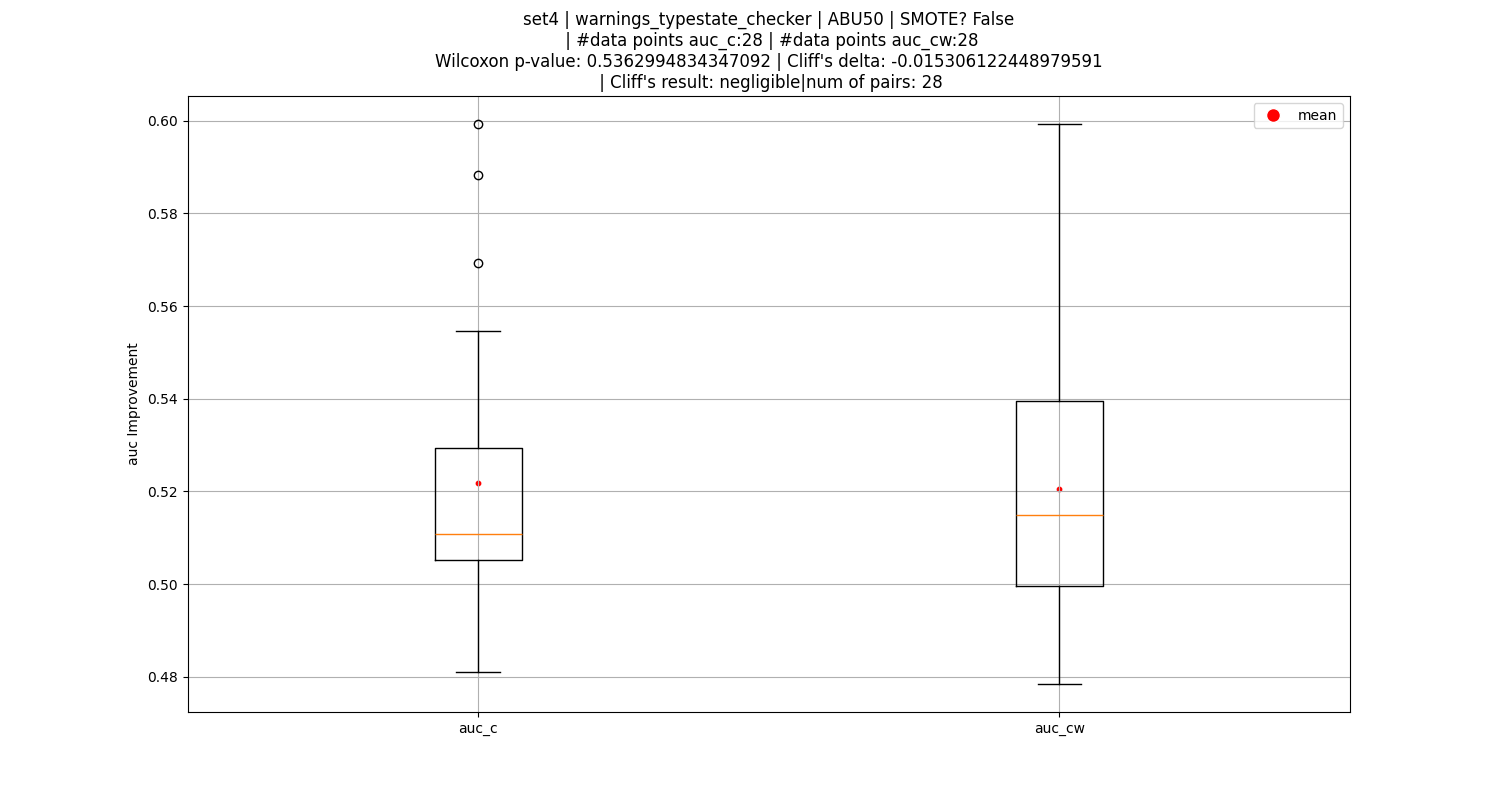 set4 | warnings_typestate_checker | ABU50 | SMOTE? False
| #data points auc_c:28 | #data points auc_cw:28
Wilcoxon p-value: 0.5362994834347092 | Cliff's delta: -0.015306122448979591
| Cliff's result: negligible|num of pairs: 28
mean
0.60
0.58
0.56
0.54
0.52
0.50
0.48
auc Improvement
auc_c
auc_cw